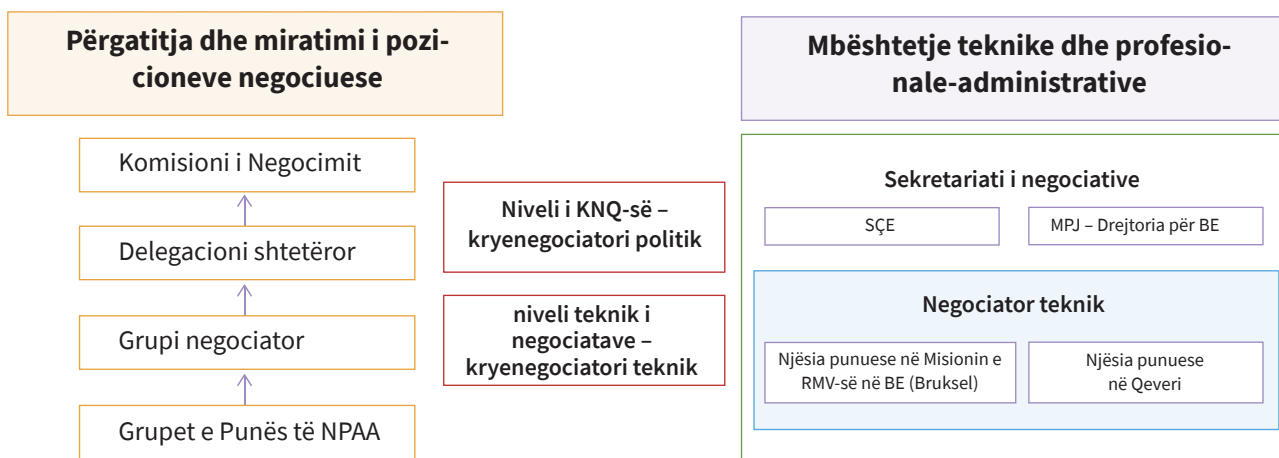 Përgatitja dhe miratimi i pozi-
cioneve negociuese
Komisioni i Negocimit
Delegacioni shtetëror
Grupi negociator
Grupet e Punës të NPAA
Niveli i KNQ-së –
kryenegociatori politik
niveli teknik i
negociatave –
kryenegociatori teknik
Mbështetje teknike dhe profesio-
nale-administrative
Sekretariati i negociative
SÇE
MPJ – Drejtoria për BE
Negociator teknik
Njësia punuese në Misionin e
RMV-së në BE (Bruksel)
Njësia punuese
në Qeveri